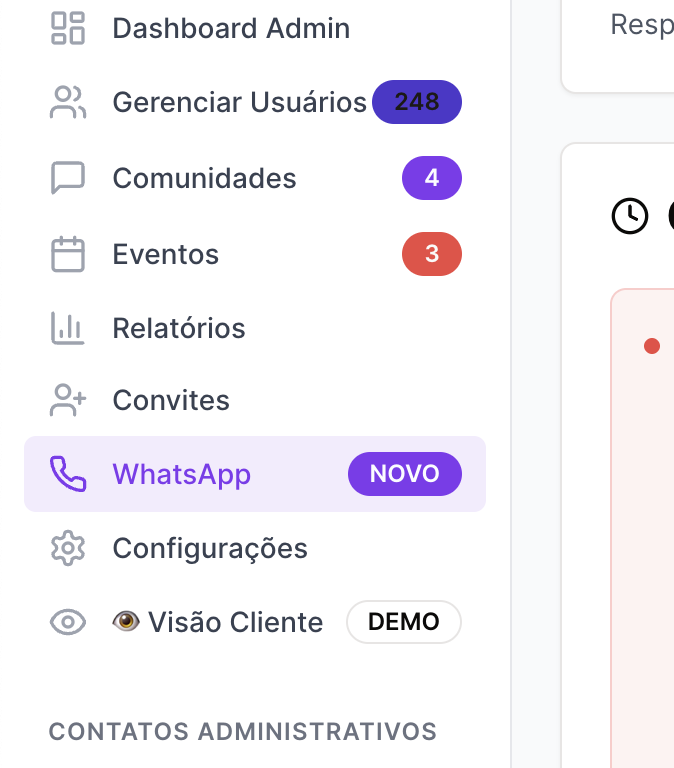 Dashboard Admin
Resp
Gerenciar Usuários 248
Comunidades 4
Eventos 3
Relatórios
Convites
WhatsApp NOVO
Configurações
Visão Cliente DEMO
CONTATOS ADMINISTRATIVOS